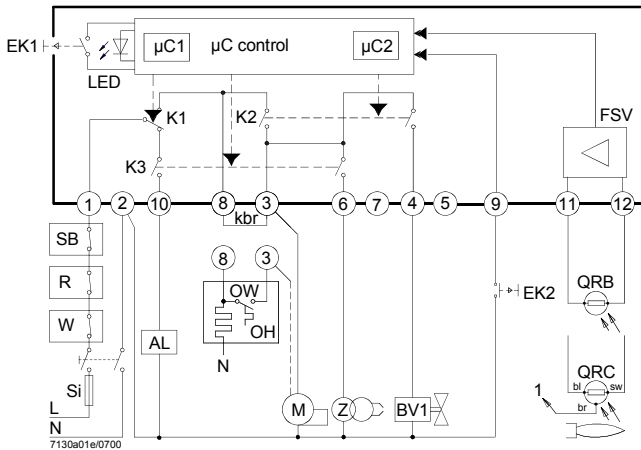 EK1
µC1
µC control
µC2
LED
FSV
K1
K2
K3
1
2
10
8
3
6
7
4
5
9
11
12
kbr
SB
R
W
Si
L
N
AL
8
3
OW
OH
N
M
Z
BV1
EK2
QRB
QRC
bl
sw
br
1
7130a01e/0700